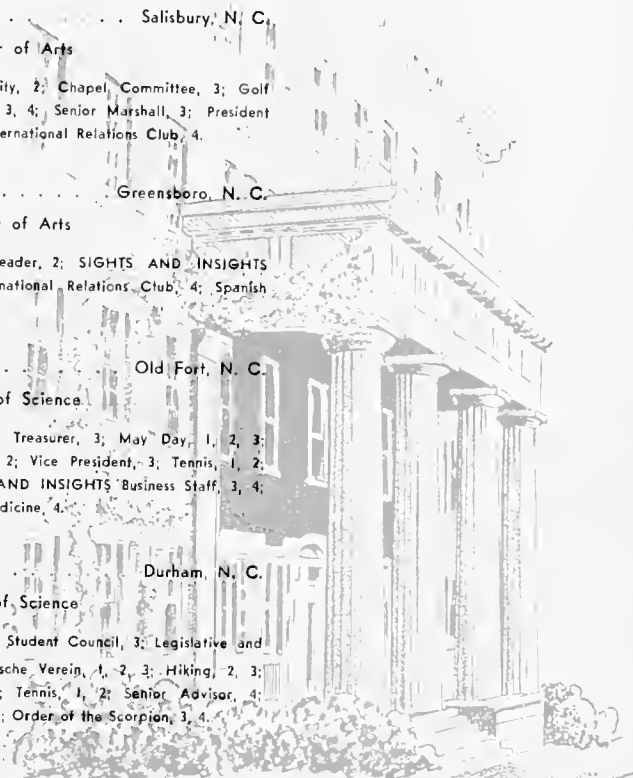 . . . . . . . Salisbury, N. C.
r of Arts
ity, 2; Chapel Committee, 3; Golf
3, 4; Senior Marshall, 3; President
ernational Relations Club, 4.
. . . . . . . Greensboro, N. C.
r of Arts
eader, 2; SIGHTS AND INSIGHTS
national Relations Club, 4; Spanish
. . . . . . . Old Fort, N. C.
of Science
Treasurer, 3; May Day, 1, 2, 3;
2; Vice President, 3; Tennis, 1, 2;
AND INSIGHTS Business Staff, 3, 4;
dicine, 4.
. . . . . . . Durham, N. C.
of Science
Student Council, 3; Legislative and
sche Verein, 1, 2, 3; Hiking, 2, 3;
; Tennis, 1, 2; Senior Advisor, 4;
; Order of the Scorpion, 3, 4.